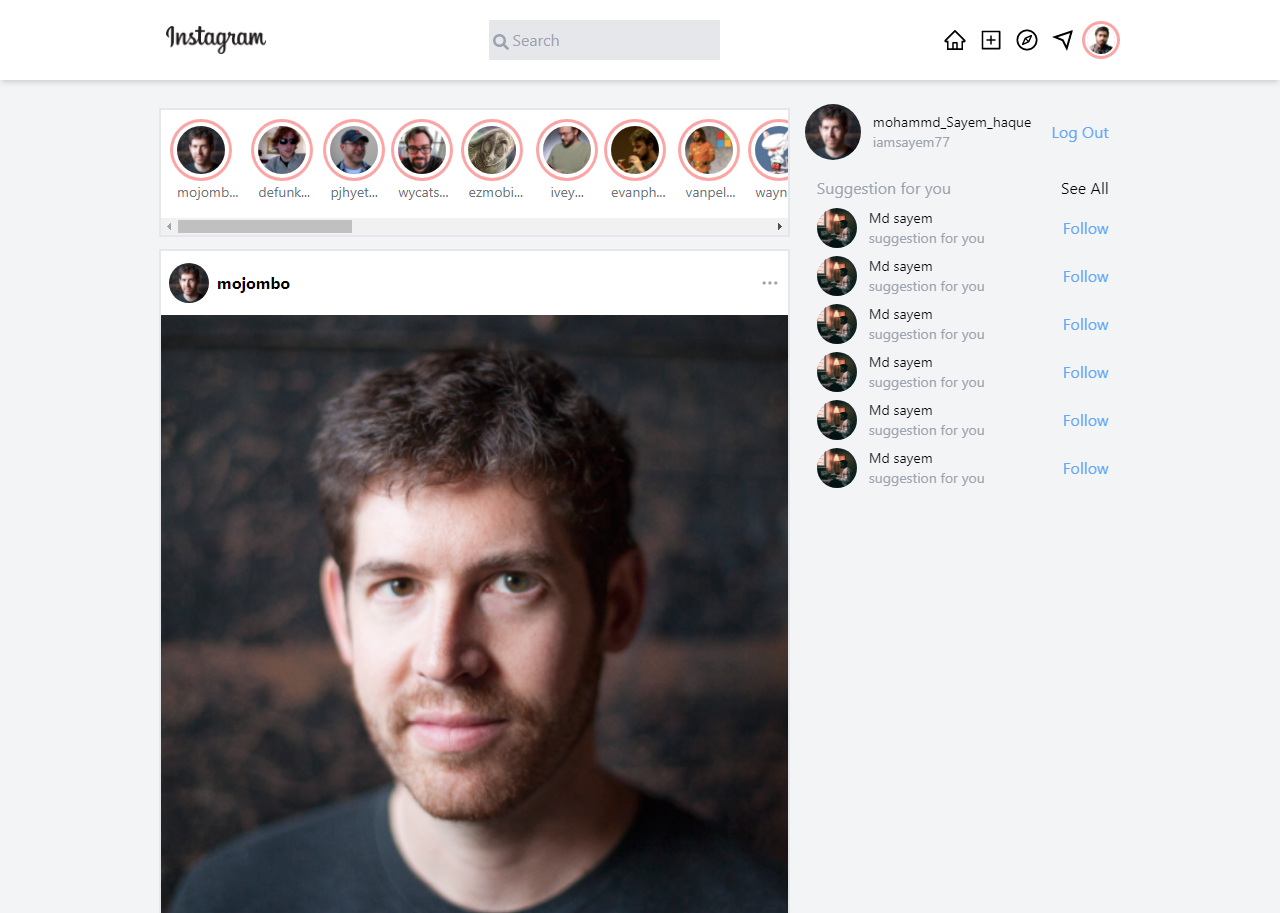 Instagram
Search
mojomb...
defunk...
pjhyet...
wycats...
ezmobi...
ivey...
evanph...
vanpel...
wayn
mohammd_Sayem_haque
iamsayem77
Log Out
Suggestion for you
See All
Md sayem
suggestion for you
Follow
Md sayem
suggestion for you
Follow
Md sayem
suggestion for you
Follow
Md sayem
suggestion for you
Follow
Md sayem
suggestion for you
Follow
Md sayem
suggestion for you
Follow
mojombo